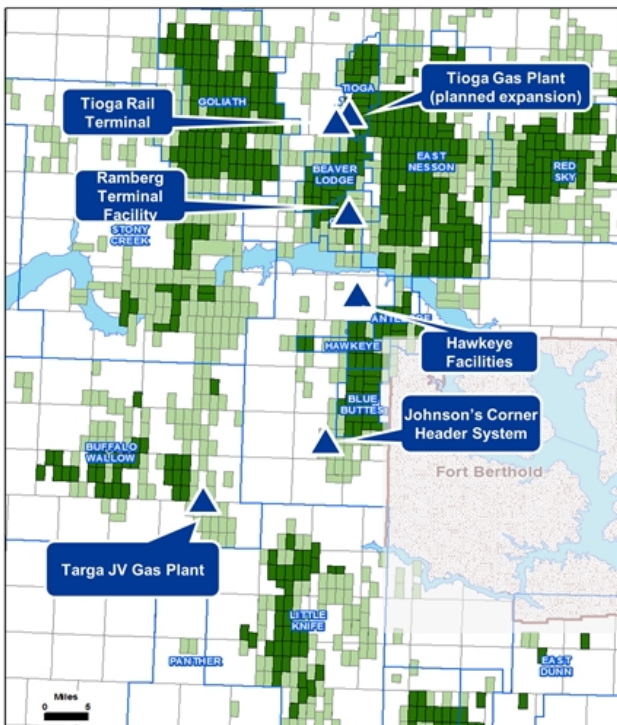 TIOGA
Tioga Gas Plant
(planned expansion)
GOLIATH
Tioga Rail
Terminal
BEAVER
LODGE
EAST
NESSON
RED
SKY
Ramberg
Terminal
Facility
STONY
CREEK
HAWKEYE
Hawkeye
Facilities
BLUE
BUTTES
Johnson's Corner
Header System
BUFFALO
WALLOW
Fort Berthold
Targa JV Gas Plant
LITTLE
KNIFE
PANTHER
EAST
DUNN
Miles
0
5